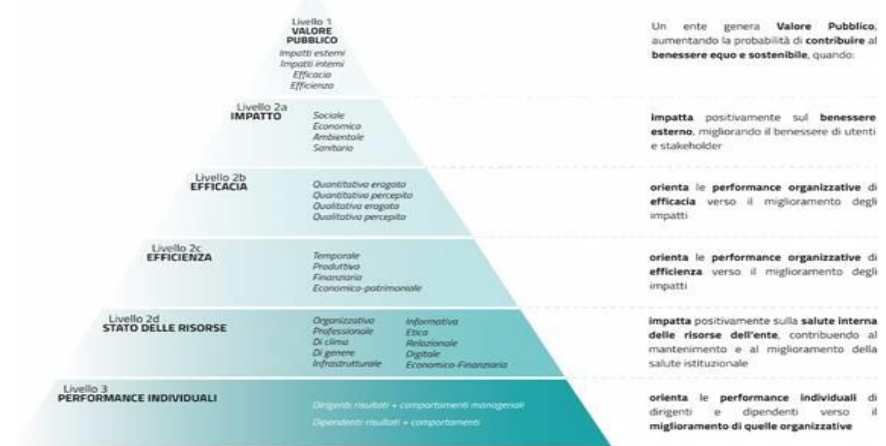 Livello 1
VALORE
PUBBLICO
Impatti esterni
Impatti interni
Efficacia
Efficienza
Un ente genera Valore Pubblico,
aumentando la probabilità di contribuire al
benessere equo e sostenibile, quando:
Livello 2a
IMPATTO
Sociale
Economico
Ambientale
Sanitario
impatta positivamente sul benessere
esterno, migliorando il benessere di utenti
e stakeholder
Livello 2b
EFFICACIA
Quantitativa erogata
Quantitativa percepita
Qualitativa erogata
Qualitativa percepita
orienta le performance organizzative di
efficacia verso il miglioramento degli
impatti
Livello 2c
EFFICIENZA
Temporale
Produttiva
Finanziaria
Economico-patrimoniale
orienta le performance organizzative di
efficienza verso il miglioramento degli
impatti
Livello 2d
STATO DELLE RISORSE
Organizzativa
Professionale
Di clima
Di genere
Infrastrutturale
Informativa
Etica
Relazionale
Digitale
Economico-Finanziaria
impatta positivamente sulla salute interna
delle risorse dell'ente, contribuendo al
mantenimento e al miglioramento della
salute istituzionale
Livello 3
PERFORMANCE INDIVIDUALI
Dirigenti risultati + comportamenti manageriali
Dipendenti risultati + comportamenti
orienta le performance individuali di
dirigenti e dipendenti verso il
miglioramento di quelle organizzative